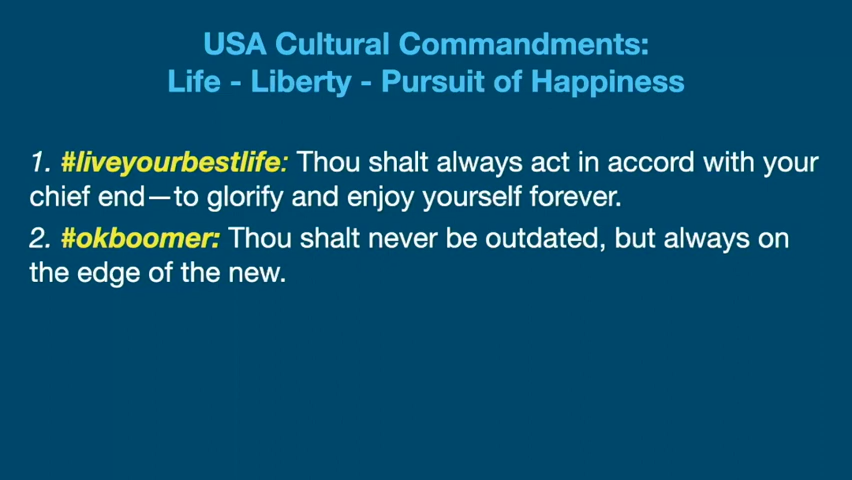 USA Cultural Commandments:
Life - Liberty - Pursuit of Happiness
1. #liveyourbestlife: Thou shalt always act in accord with your
chief end—to glorify and enjoy yourself forever.
2. #okboomer: Thou shalt never be outdated, but always on
the edge of the new.